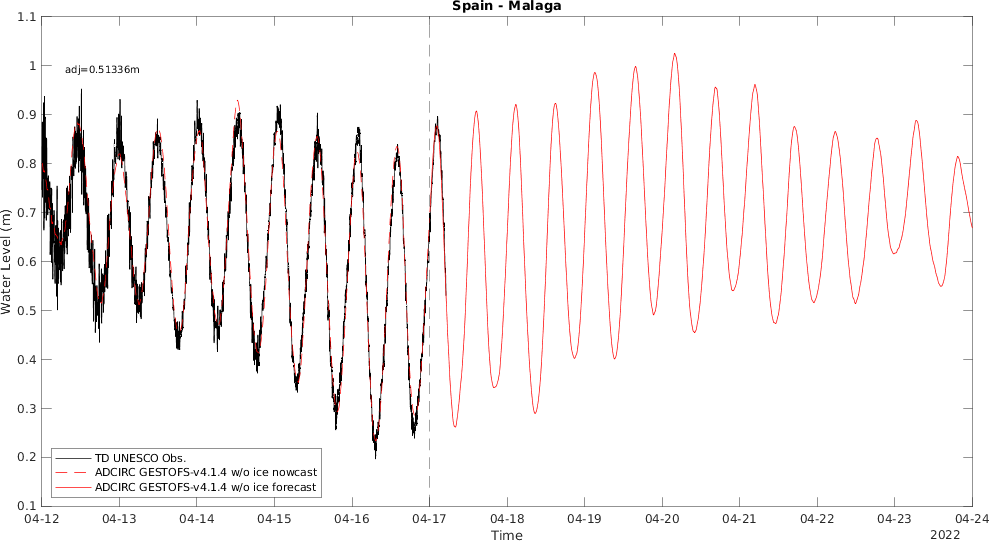 Spain - Malaga
1.1
1
0.9
0.8
0.7
0.6
0.5
0.4
0.3
0.2
0.1
Water Level (m)
adj=0.51336m
TD UNESCO Obs.
ADCIRC GESTOFS-v4.1.4 w/o ice nowcast
ADCIRC GESTOFS-v4.1.4 w/o ice forecast
04-12 04-13 04-14 04-15 04-16 04-17 04-18 04-19 04-20 04-21 04-22 04-23 04-24
Time
2022